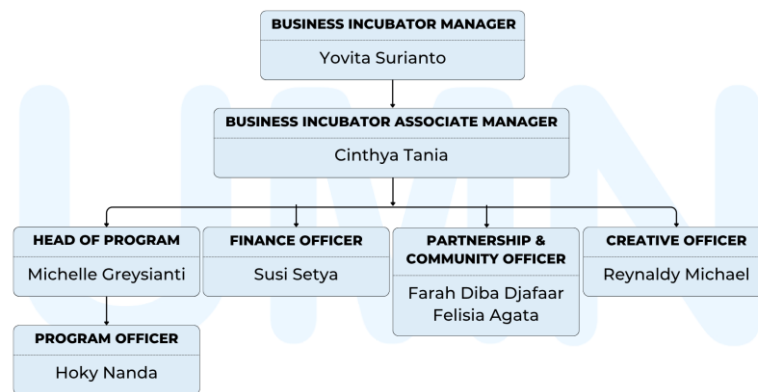 BUSINESS INCUBATOR MANAGER
Yovita Surianto
BUSINESS INCUBATOR ASSOCIATE MANAGER
Cinthya Tania
HEAD OF PROGRAM
Michelle Greysianti
FINANCE OFFICER
Susi Setya
PARTNERSHIP &
COMMUNITY OFFICER
Farah Diba Djafaar
Felisia Agata
CREATIVE OFFICER
Reynaldy Michael
PROGRAM OFFICER
Hoky Nanda
UMN